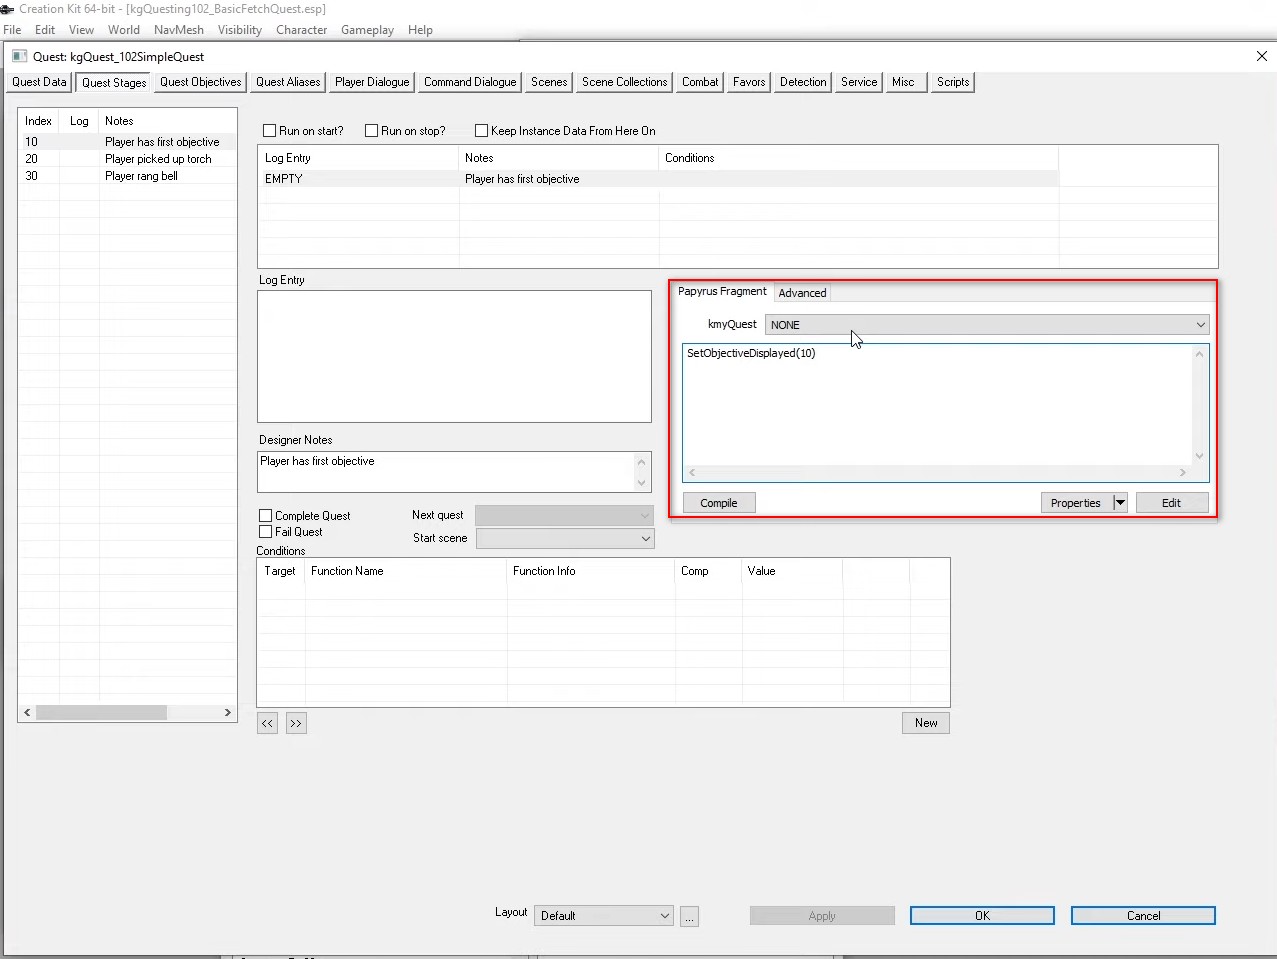 Creation Kit 64-bit - [kgQuesting102_BasicFetchQuest.esp]
File Edit View World NavMesh Visibility Character Gameplay Help
Quest: kgQuest_102SimpleQuest
Quest Data Quest Stages Quest Objectives Quest Aliases Player Dialogue Command Dialogue Scenes Scene Collections Combat Favors Detection Service Misc Scripts
Index Log Notes
10 Player has first objective
20 Player picked up torch
30 Player rang bell
Run on start? Run on stop? Keep Instance Data From Here On
Log Entry Notes Conditions
EMPTY Player has first objective
Log Entry
Papyrus Fragment Advanced
kmyQuest NONE
SetObjectiveDisplayed(10)
Designer Notes
Player has first objective
Compile Properties Edit
Complete Quest Next quest
Fail Quest Start scene
Conditions
Target Function Name Function Info Comp Value
<< >> New
Layout Default ... Apply OK Cancel